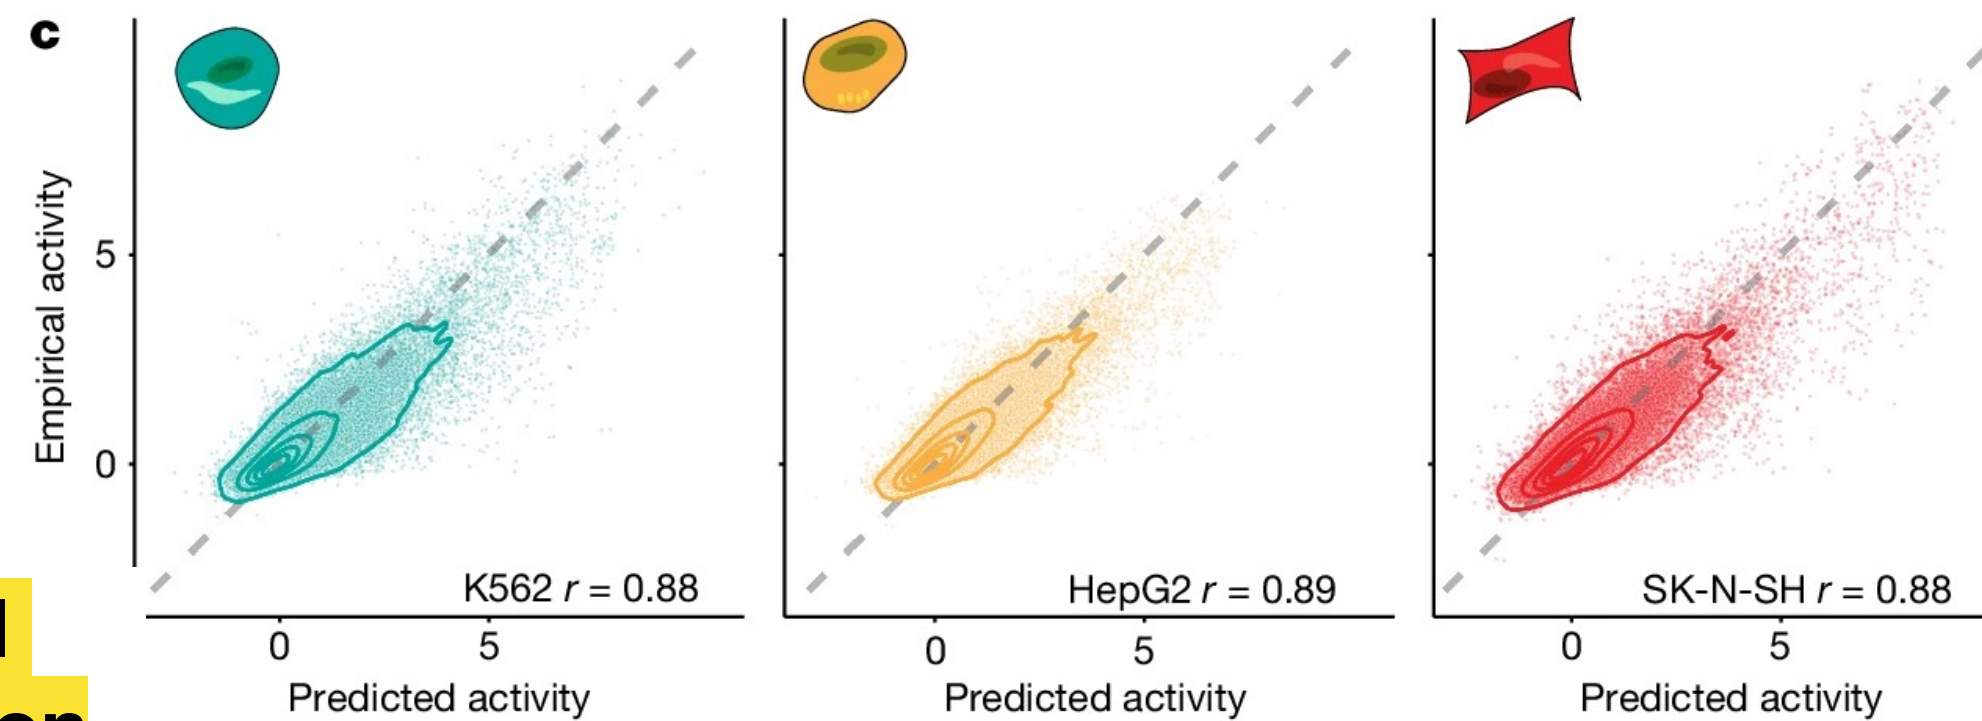 c
Empirical activity
5
0
K562 r = 0.88
0 5
Predicted activity
HepG2 r = 0.89
0 5
Predicted activity
SK-N-SH r = 0.88
0 5
Predicted activity